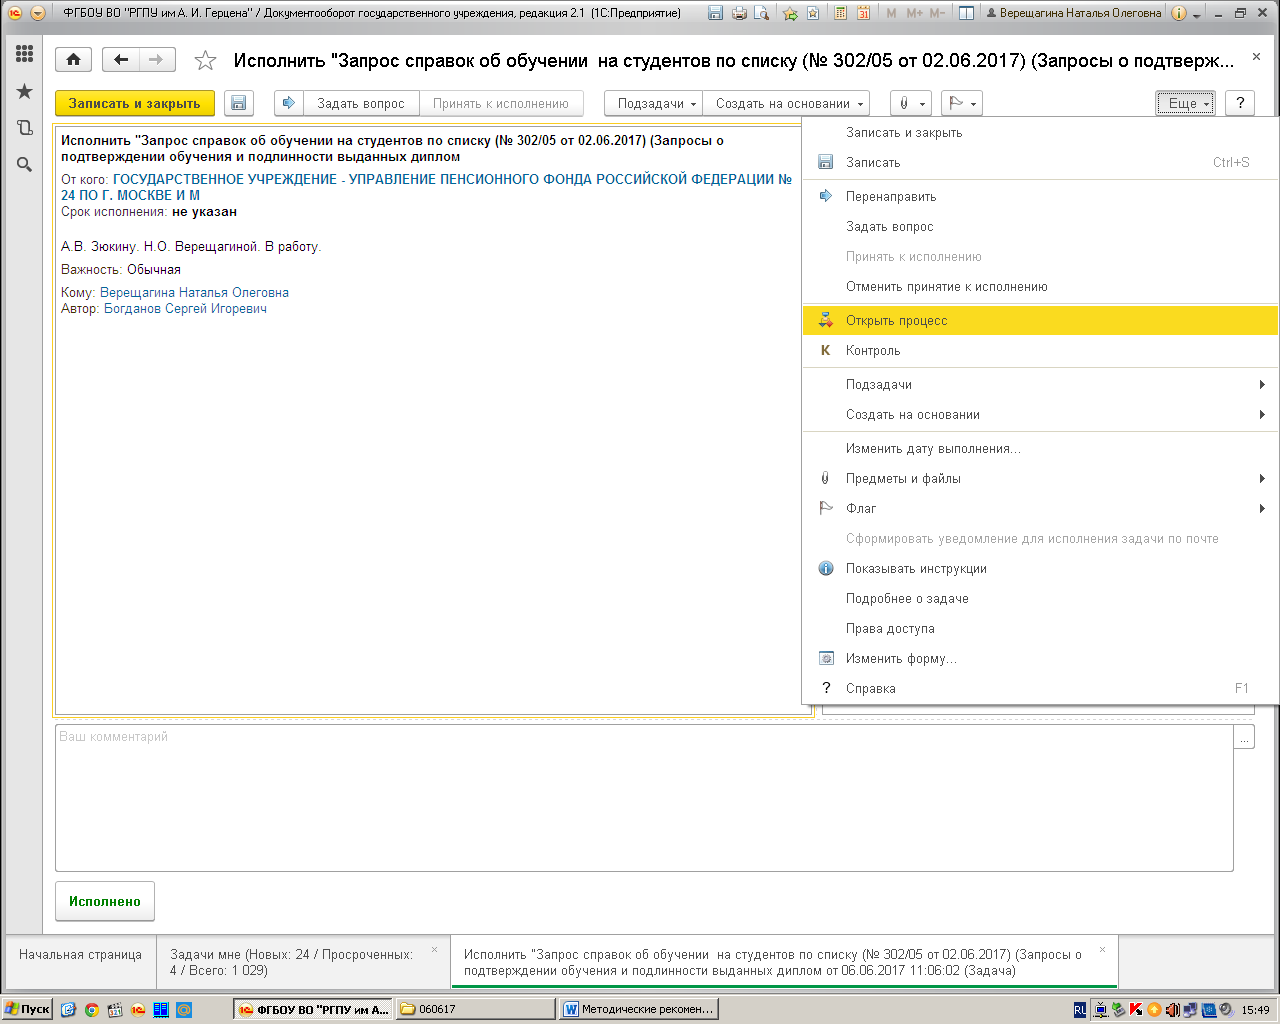 ФГБОУ ВО "РГПУ им А. И. Герцена" / Документооборот государственного учреждения, редакция 2.1 (1С:Предприятие)
M M+ M-
Верещагина Наталья Олеговна
Исполнить "Запрос справок об обучении на студентов по списку (№ 302/05 от 02.06.2017) (Запросы о подтверж...
Записать и закрыть
Задать вопрос
Принять к исполнению
Подзадачи
Создать на основании
Еще
?
Исполнить "Запрос справок об обучении на студентов по списку (№ 302/05 от 02.06.2017) (Запросы о
подтверждении обучения и подлинности выданных диплом
От кого: ГОСУДАРСТВЕННОЕ УЧРЕЖДЕНИЕ - УПРАВЛЕНИЕ ПЕНСИОННОГО ФОНДА РОССИЙСКОЙ ФЕДЕРАЦИИ №
24 ПО Г. МОСКВЕ И М
Срок исполнения: не указан
А.В. Зюкину. Н.О. Верещагиной. В работу.
Важность: Обычная
Кому: Верещагина Наталья Олеговна
Автор: Богданов Сергей Игоревич
Записать и закрыть
Записать Ctrl+S
Перенаправить
Задать вопрос
Принять к исполнению
Отменить принятие к исполнению
Открыть процесс
К Контроль
Подзадачи
Создать на основании
Изменить дату выполнения...
Предметы и файлы
Флаг
Сформировать уведомление для исполнения задачи по почте
Показывать инструкции
Подробнее о задаче
Права доступа
Изменить форму...
? Справка F1
Ваш комментарий
...
Исполнено
Начальная страница
Задачи мне (Новых: 24 / Просроченных:
4 / Всего: 1 029)
Исполнить "Запрос справок об обучении на студентов по списку (№ 302/05 от 02.06.2017) (Запросы о
подтверждении обучения и подлинности выданных диплом от 06.06.2017 11:06:02 (Задача)
Пуск
ФГБОУ ВО "РГПУ им А...
060617
Методические рекомен...
RU
15:49